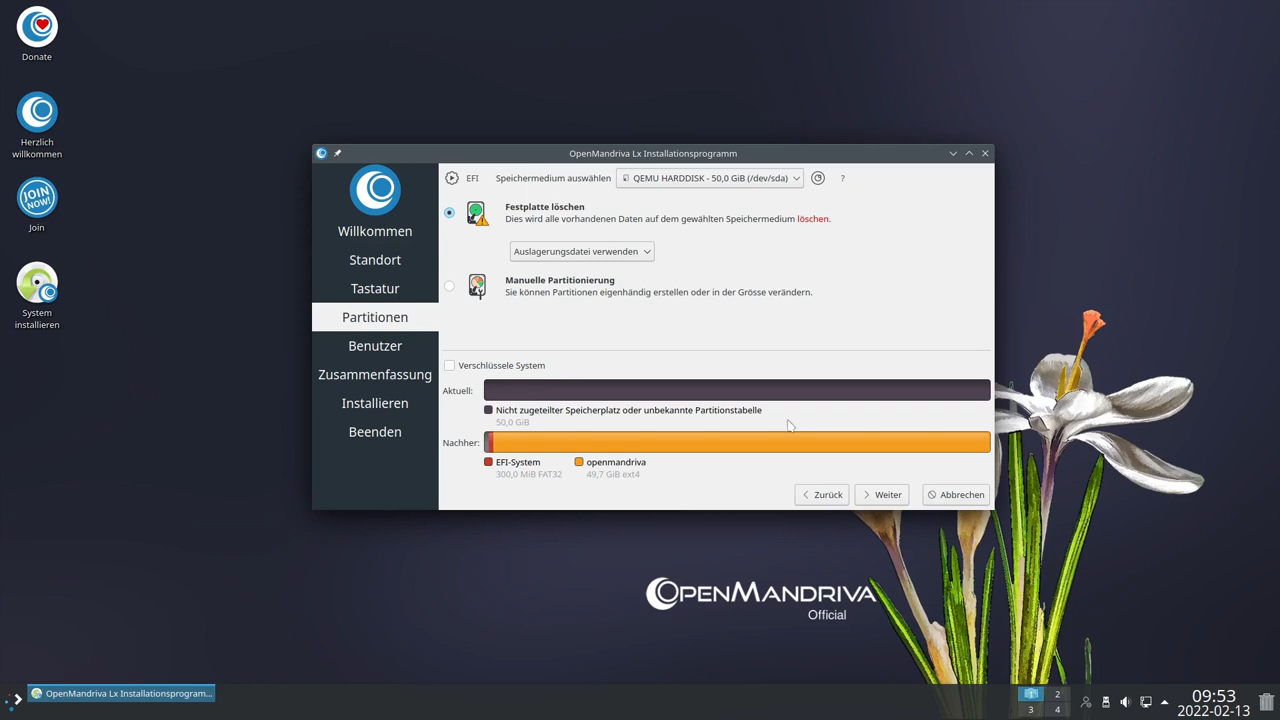 Donate
Herzlich
willkommen
JOIN
NOW!
Join
System
installieren
OpenMandriva Lx Installationsprogramm
Willkommen
Standort
Tastatur
Partitionen
Benutzer
Zusammenfassung
Installieren
Beenden
EFI Speichermedium auswählen QEMU HARDDISK - 50,0 GiB (/dev/sda) ?
Festplatte löschen
Dies wird alle vorhandenen Daten auf dem gewählten Speichermedium löschen.
Auslagerungsdatei verwenden
Manuelle Partitionierung
Sie können Partitionen eigenhändig erstellen oder in der Grösse verändern.
Verschlüssele System
Aktuell:
Nicht zugeteilter Speicherplatz oder unbekannte Partitionstabelle
50,0 GiB
Nachher:
EFI-System openmandriva
300,0 MiB FAT32 49,7 GiB ext4
Zurück Weiter Abbrechen
OPENMANDRIVA
Official
OpenMandriva Lx Installationsprogram...
1 2
3 4
09:53
2022-02-13